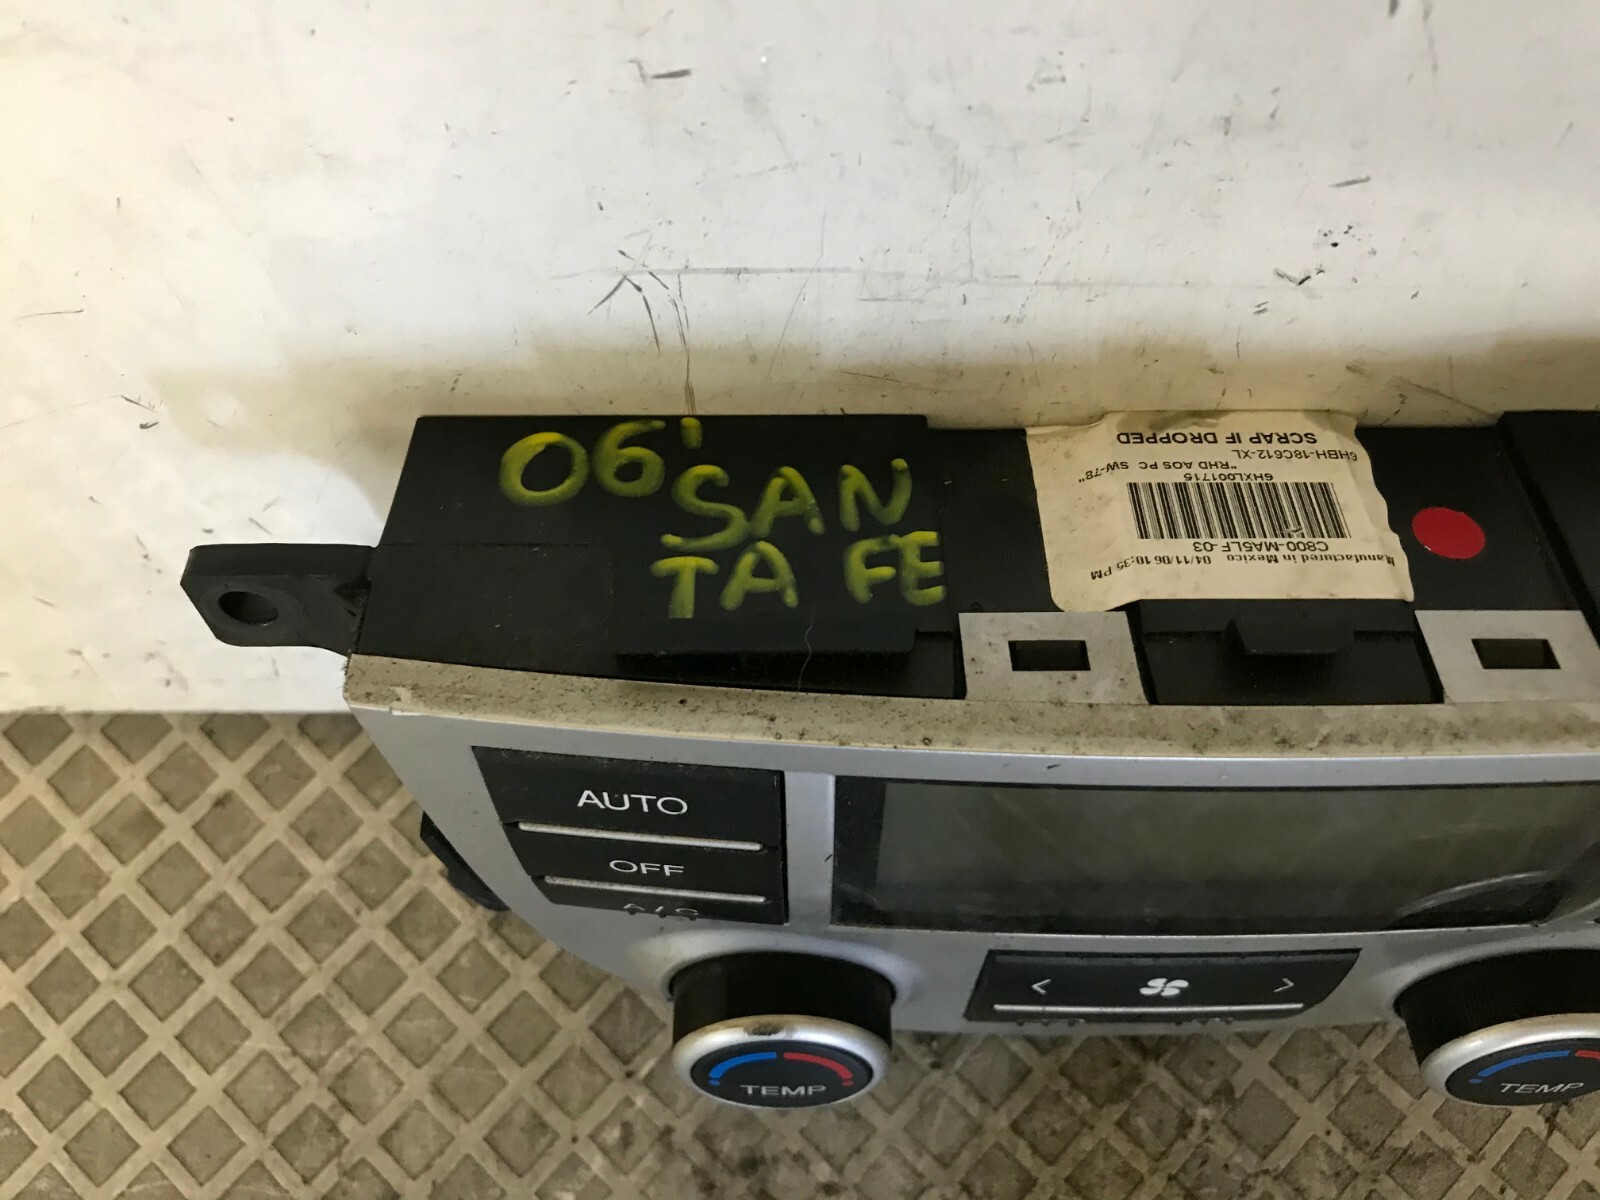 06' SAN
TA FE
SCRAP IF DROPPED
6HBH-18C612-XL
"RHD AOS PC SW-78"
6HXL001715
C800-MA5LF-03
Manufactured in Mexico 04/11/06 10:35 PM
AUTO
OFF
A/C
< >
TEMP
TEMP